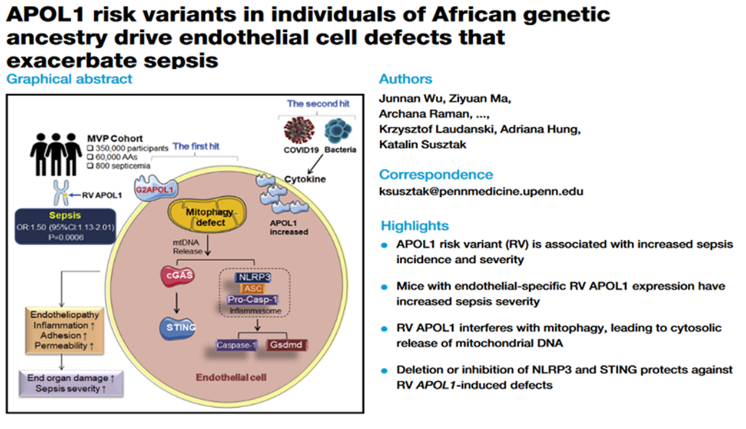 APOL1 risk variants in individuals of African genetic
ancestry drive endothelial cell defects that
exacerbate sepsis
Graphical abstract
MVP Cohort
❑ 350,000 participants
❑ 60,000 AAs
❑ 800 septicemia
RV APOL1
Sepsis
OR:1.50 (95%CI:1.13-2.01)
P=0.0006
The first hit
The second hit
COVID19
Bacteria
Cytokine
G2APOL1
APOL1
increased
Mitophagy
defect
mtDNA
Release
cGAS
STING
NLRP3
ASC
Pro-Casp-1
Inflammasome
Caspase-1
Gsdmd
Endothelial cell
Endotheliopathy
Inflammation ↑
Adhesion ↑
Permeability ↑
End organ damage ↑
Sepsis severity ↑
Authors
Junnan Wu, Ziyuan Ma,
Archana Raman, ...,
Krzysztof Laudanski, Adriana Hung,
Katalin Susztak
Correspondence
ksusztak@pennmedicine.upenn.edu
Highlights
● APOL1 risk variant (RV) is associated with increased sepsis
incidence and severity
● Mice with endothelial-specific RV APOL1 expression have
increased sepsis severity
● RV APOL1 interferes with mitophagy, leading to cytosolic
release of mitochondrial DNA
● Deletion or inhibition of NLRP3 and STING protects against
RV APOL1-induced defects